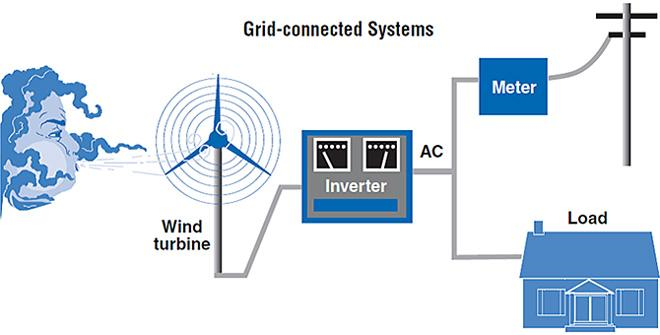 Grid-connected Systems
Meter
AC
Inverter
Wind
turbine
Load